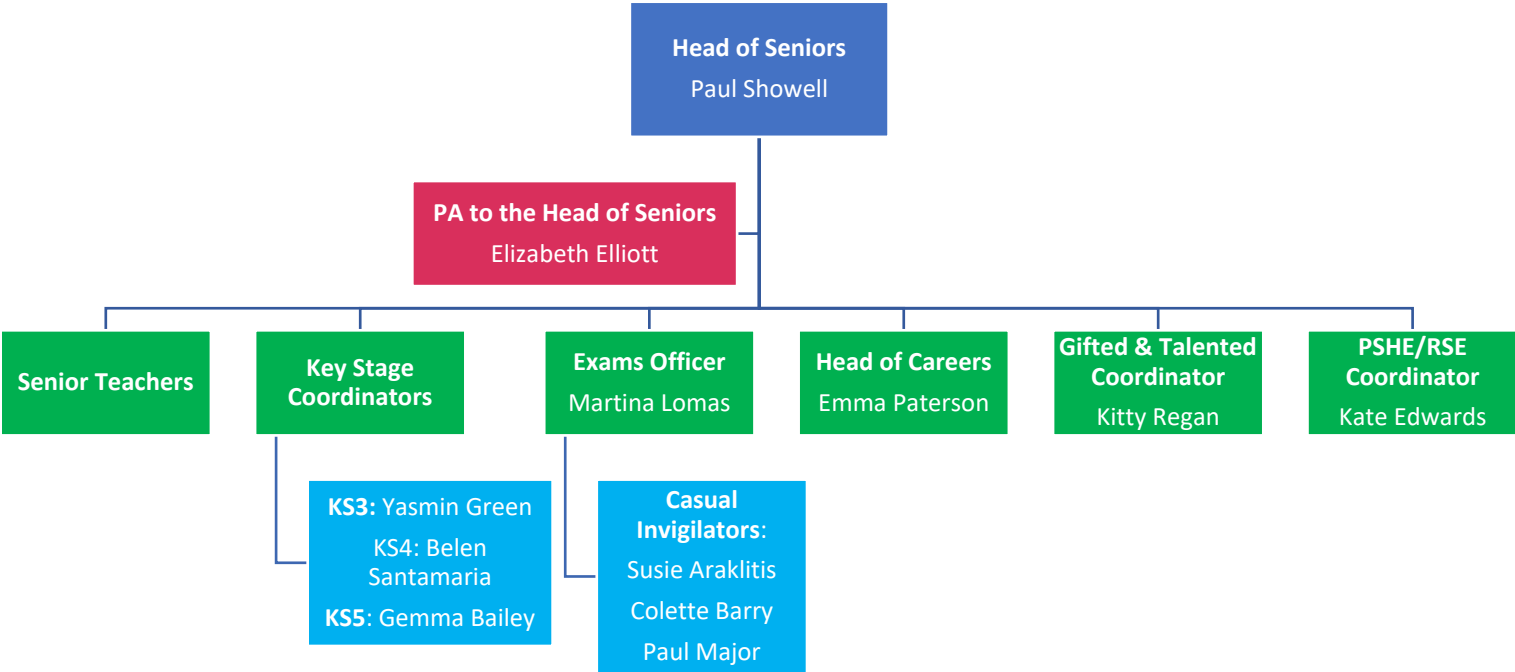 Head of Seniors
Paul Showell
PA to the Head of Seniors
Elizabeth Elliott
Senior Teachers
Key Stage
Coordinators
Exams Officer
Martina Lomas
Head of Careers
Emma Paterson
Gifted & Talented
Coordinator
Kitty Regan
PSHE/RSE
Coordinator
Kate Edwards
KS3: Yasmin Green
KS4: Belen
Santamaria
KS5: Gemma Bailey
Casual
Invigilators:
Susie Araklitis
Colette Barry
Paul Major